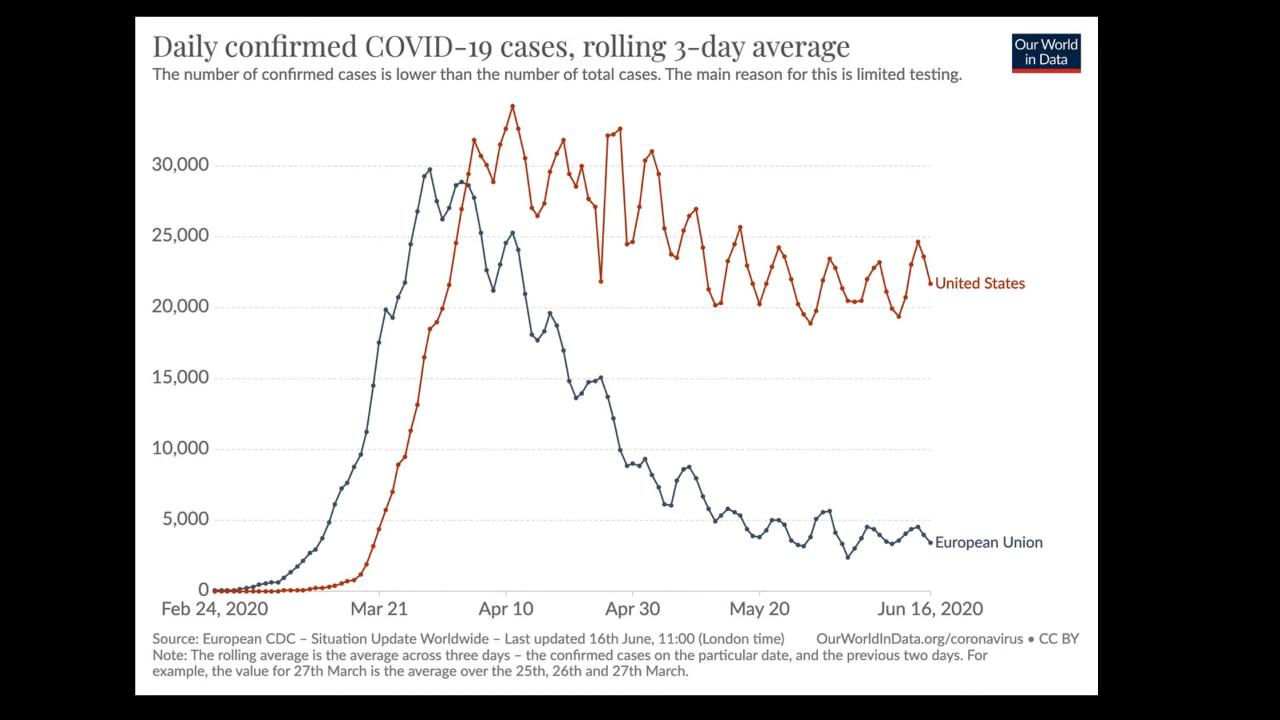 Daily confirmed COVID-19 cases, rolling 3-day average
The number of confirmed cases is lower than the number of total cases. The main reason for this is limited testing.
Our World
in Data
30,000
25,000
20,000
15,000
10,000
5,000
0
United States
European Union
Feb 24, 2020 Mar 21 Apr 10 Apr 30 May 20 Jun 16, 2020
Source: European CDC – Situation Update Worldwide – Last updated 16th June, 11:00 (London time) OurWorldInData.org/coronavirus • CC BY
Note: The rolling average is the average across three days – the confirmed cases on the particular date, and the previous two days. For
example, the value for 27th March is the average over the 25th, 26th and 27th March.